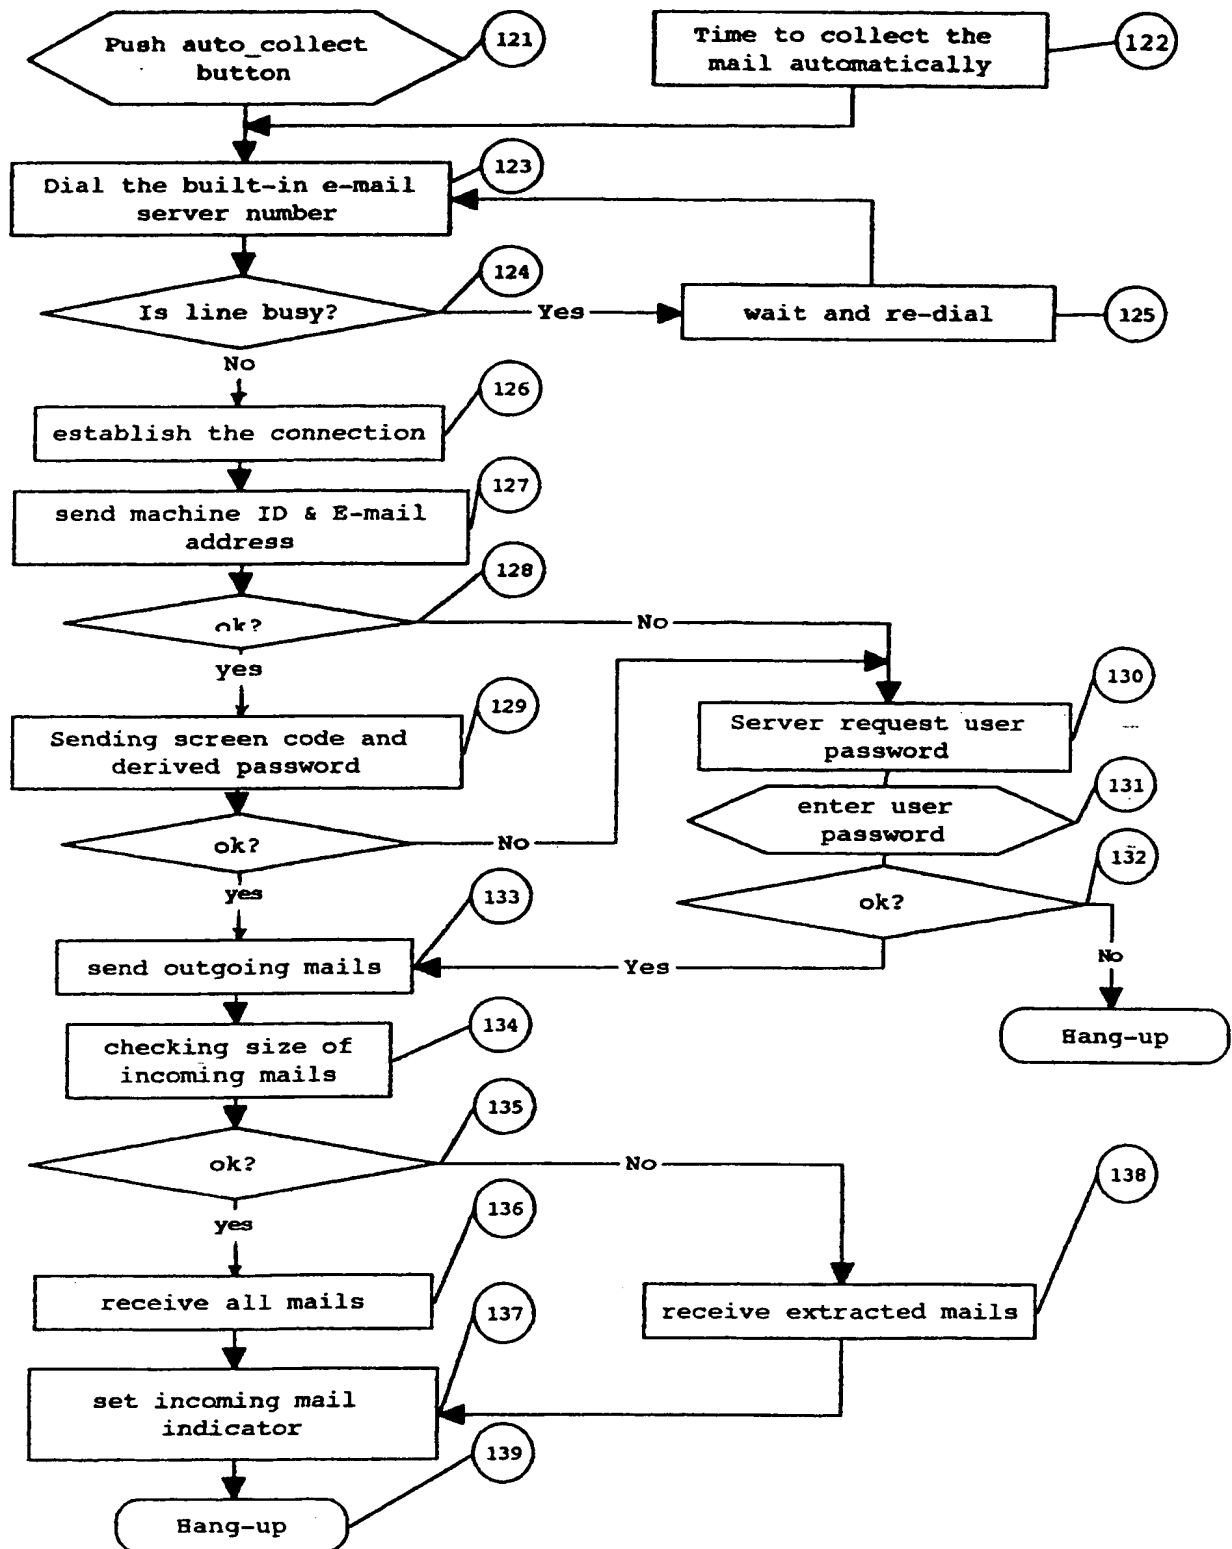 Push auto_collect
button
121
Time to collect the
mail automatically
122
Dial the built-in e-mail
server number
123
Is line busy?
124
Yes
wait and re-dial
125
No
126
establish the connection
127
send machine ID & E-mail
address
128
ok?
No
yes
129
Sending screen code and
derived password
130
Server request user
password
131
enter user
password
132
ok?
No
ok?
yes
133
send outgoing mails
Yes
No
Hang-up
134
checking size of
incoming mails
135
ok?
No
138
yes
136
receive all mails
receive extracted mails
137
set incoming mail
indicator
139
Hang-up